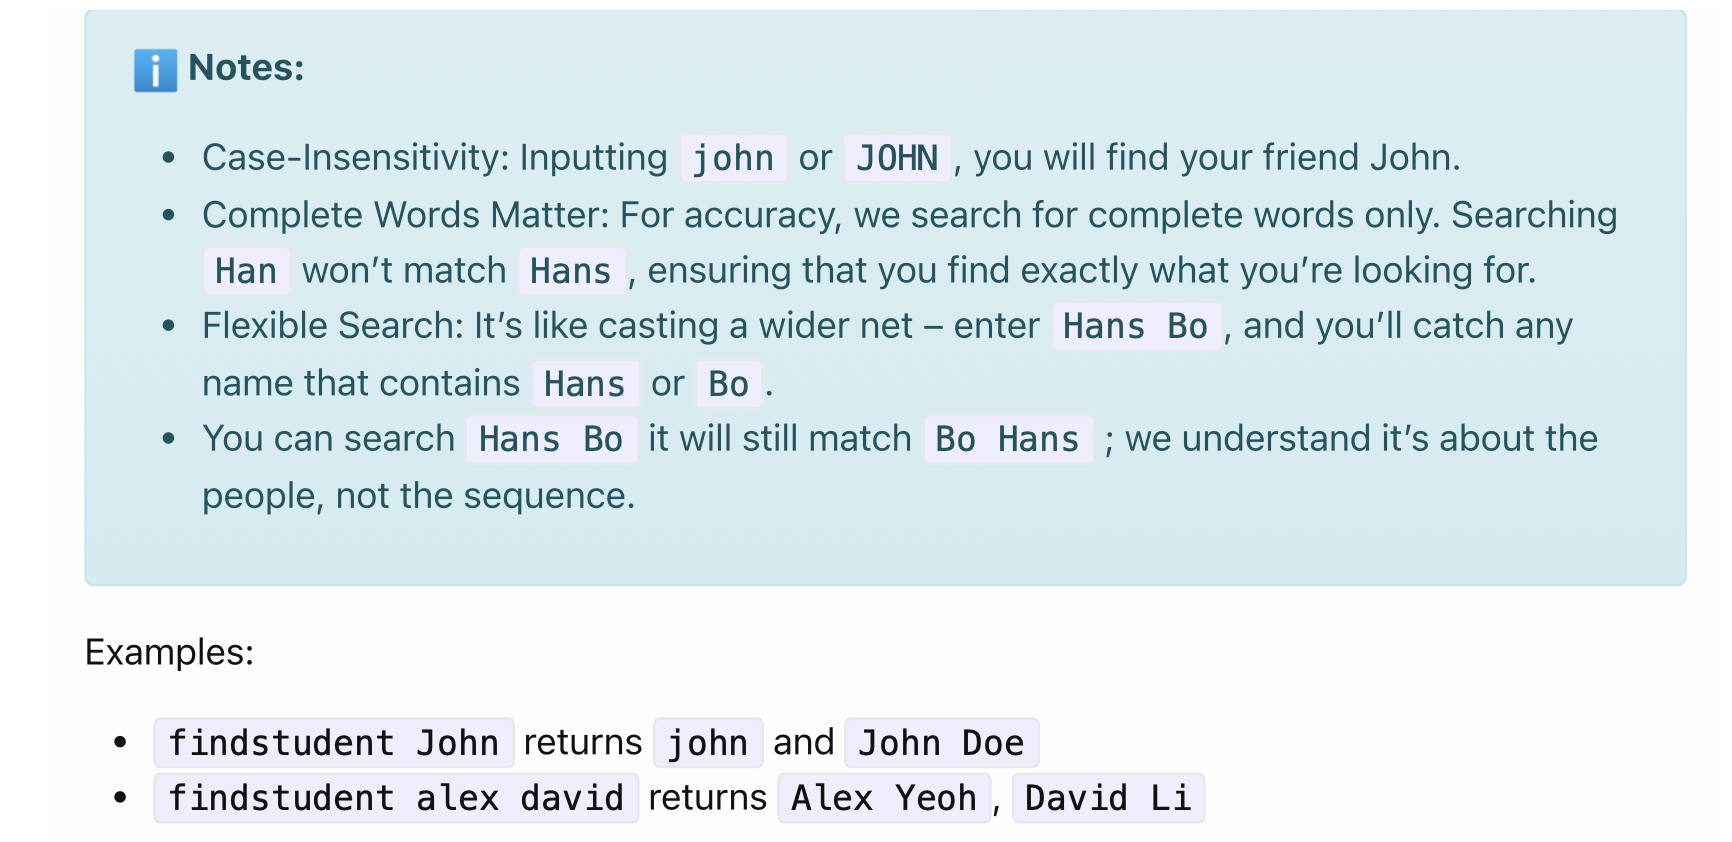 ℹ️ Notes:
• Case-Insensitivity: Inputting john or JOHN, you will find your friend John.
• Complete Words Matter: For accuracy, we search for complete words only. Searching
Han won’t match Hans, ensuring that you find exactly what you’re looking for.
• Flexible Search: It’s like casting a wider net – enter Hans Bo, and you’ll catch any
name that contains Hans or Bo.
• You can search Hans Bo it will still match Bo Hans ; we understand it’s about the
people, not the sequence.
Examples:
• findstudent John returns john and John Doe
• findstudent alex david returns Alex Yeoh, David Li